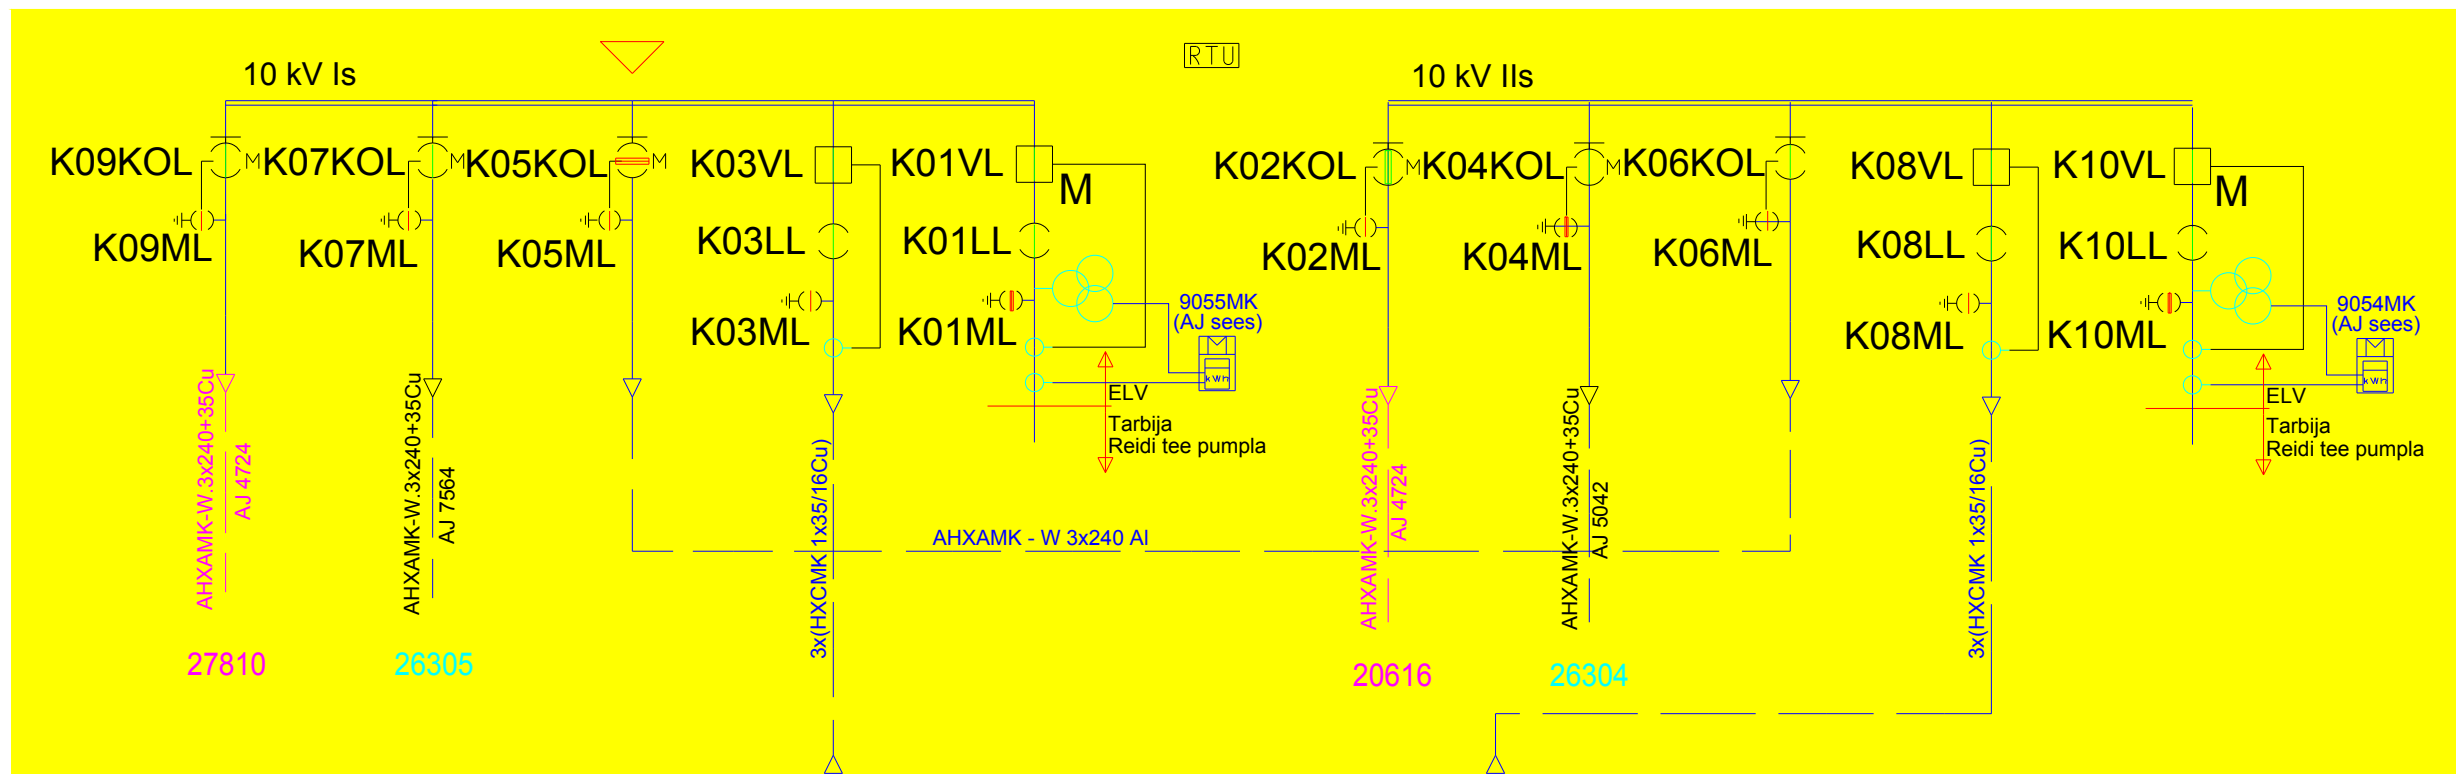 RTU
10 kV Is
10 kV IIs
K09KOL
M
K07KOL
M
K05KOL
M
K03VL
K01VL
M
K02KOL
M
K04KOL
M
K06KOL
K08VL
K10VL
M
K09ML
K07ML
K05ML
K03LL
K01LL
K02ML
K04ML
K06ML
K08LL
K10LL
K03ML
K01ML
K08ML
K10ML
9055MK
(AJ sees)
kWh
9054MK
(AJ sees)
kWh
ELV
Tarbija
Reidi tee pumpla
ELV
Tarbija
Reidi tee pumpla
AHXAMK-W.3x240+35Cu
AJ 4724
AHXAMK-W.3x240+35Cu
AJ 7564
3x(HXCMK 1x35/16Cu)
AHXAMK - W 3x240 Al
AHXAMK-W.3x240+35Cu
AJ 4724
AHXAMK-W.3x240+35Cu
AJ 5042
3x(HXCMK 1x35/16Cu)
27810
26305
20616
26304